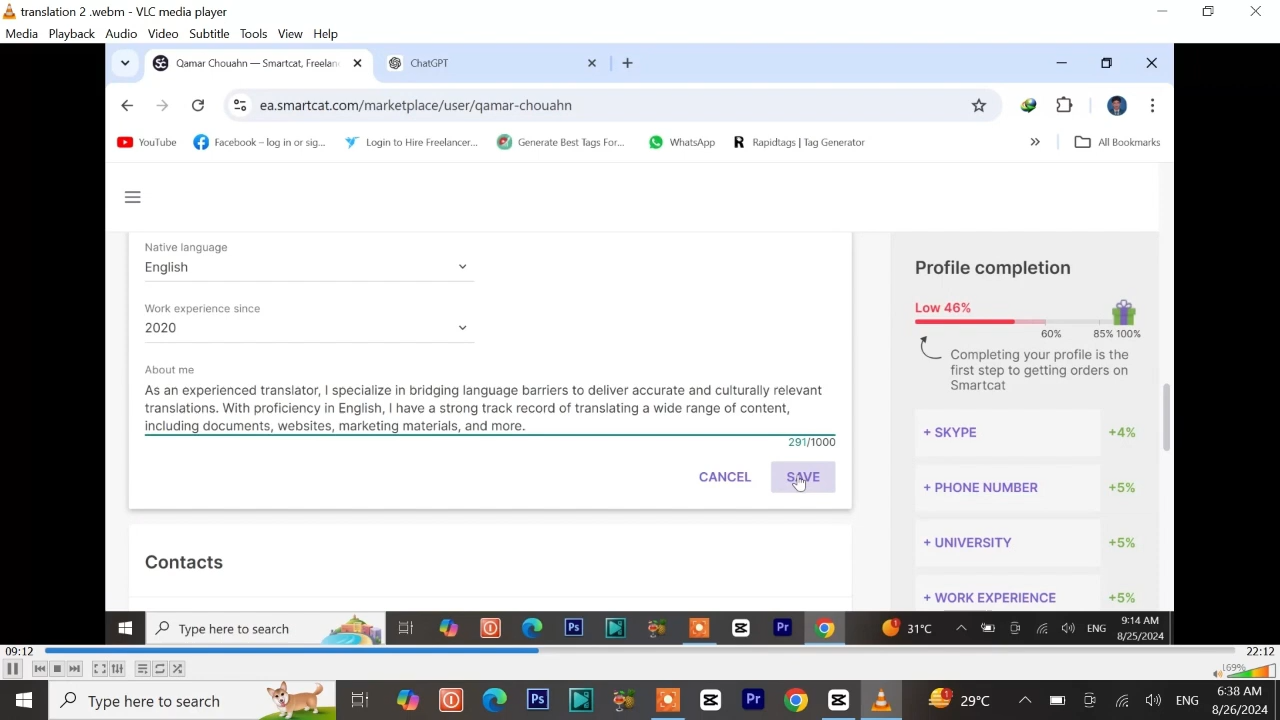 translation 2 .webm - VLC media player
Media Playback Audio Video Subtitle Tools View Help
Qamar Chouahn — Smartcat, Freelan
ChatGPT
ea.smartcat.com/marketplace/user/qamar-chouahn
YouTube
Facebook – log in or sig...
Login to Hire Freelancer...
Generate Best Tags For...
WhatsApp
Rapidtags | Tag Generator
All Bookmarks
Native language
English
Work experience since
2020
About me
As an experienced translator, I specialize in bridging language barriers to deliver accurate and culturally relevant
translations. With proficiency in English, I have a strong track record of translating a wide range of content,
including documents, websites, marketing materials, and more.
291/1000
CANCEL SAVE
Contacts
Profile completion
Low 46%
60% 85% 100%
Completing your profile is the
first step to getting orders on
Smartcat
+ SKYPE +4%
+ PHONE NUMBER +5%
+ UNIVERSITY +5%
+ WORK EXPERIENCE +5%
Type here to search
Ps
Pr
31°C
ENG
9:14 AM
8/25/2024
09:12
22:12
169%
Type here to search
Ps
Pr
1
29°C
ENG
6:38 AM
8/26/2024